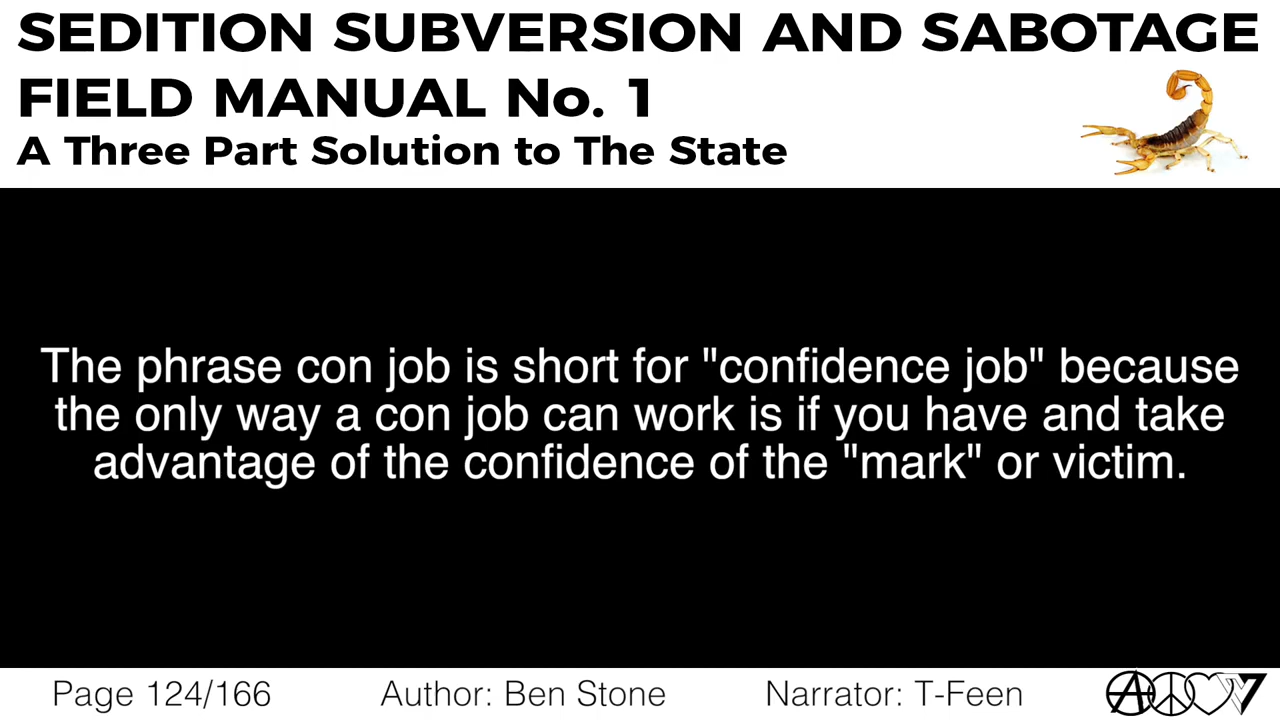 SEDITION SUBVERSION AND SABOTAGE
FIELD MANUAL No. 1
A Three Part Solution to The State
The phrase con job is short for "confidence job" because
the only way a con job can work is if you have and take
advantage of the confidence of the "mark" or victim.
Page 124/166 Author: Ben Stone Narrator: T-Feen